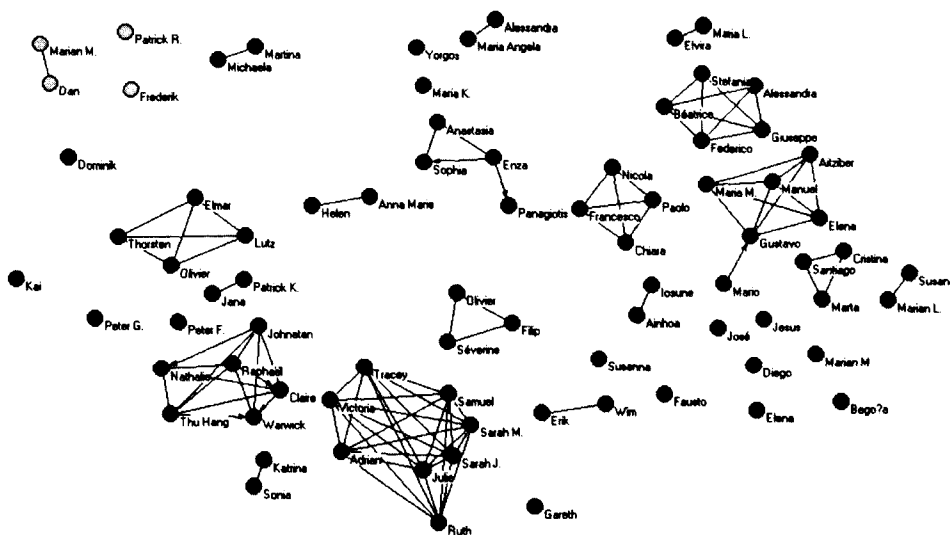 Alessandra
Maria L.
Patrick R.
Marian M.
Martina
Yorgos
Maria Angela
Elvira
Michaela
Stefania
Dan
Frederik
Maria K.
Alessandra
Béatrice
Anastasia
Giuseppe
Federico
Dominik
Sophia
Enza
Aitziber
Nicola
Maria M.
Manuel
Elmar
Helen
Anna Marie
Panagiotis
Francesco
Paolo
Elena
Thorsten
Lutz
Chiara
Gustavo
Olivier
Cristina
Santiago
Kai
Patrick K.
Jana
Iosune
Mario
Marta
Susan
Marian L.
Olivier
Peter G.
Peter F.
Johnatan
Filip
Ainhoa
José
Jesus
Séverine
Nathalie
Raphaël
Tracey
Susanna
Diego
Marian M
Claire
Victoria
Samuel
Fausto
Thu Hang
Warwick
Erik
Wim
Elena
Bego?a
Sarah M.
Adrian
Sarah J.
Katrina
Julie
Sonia
Gareth
Ruth